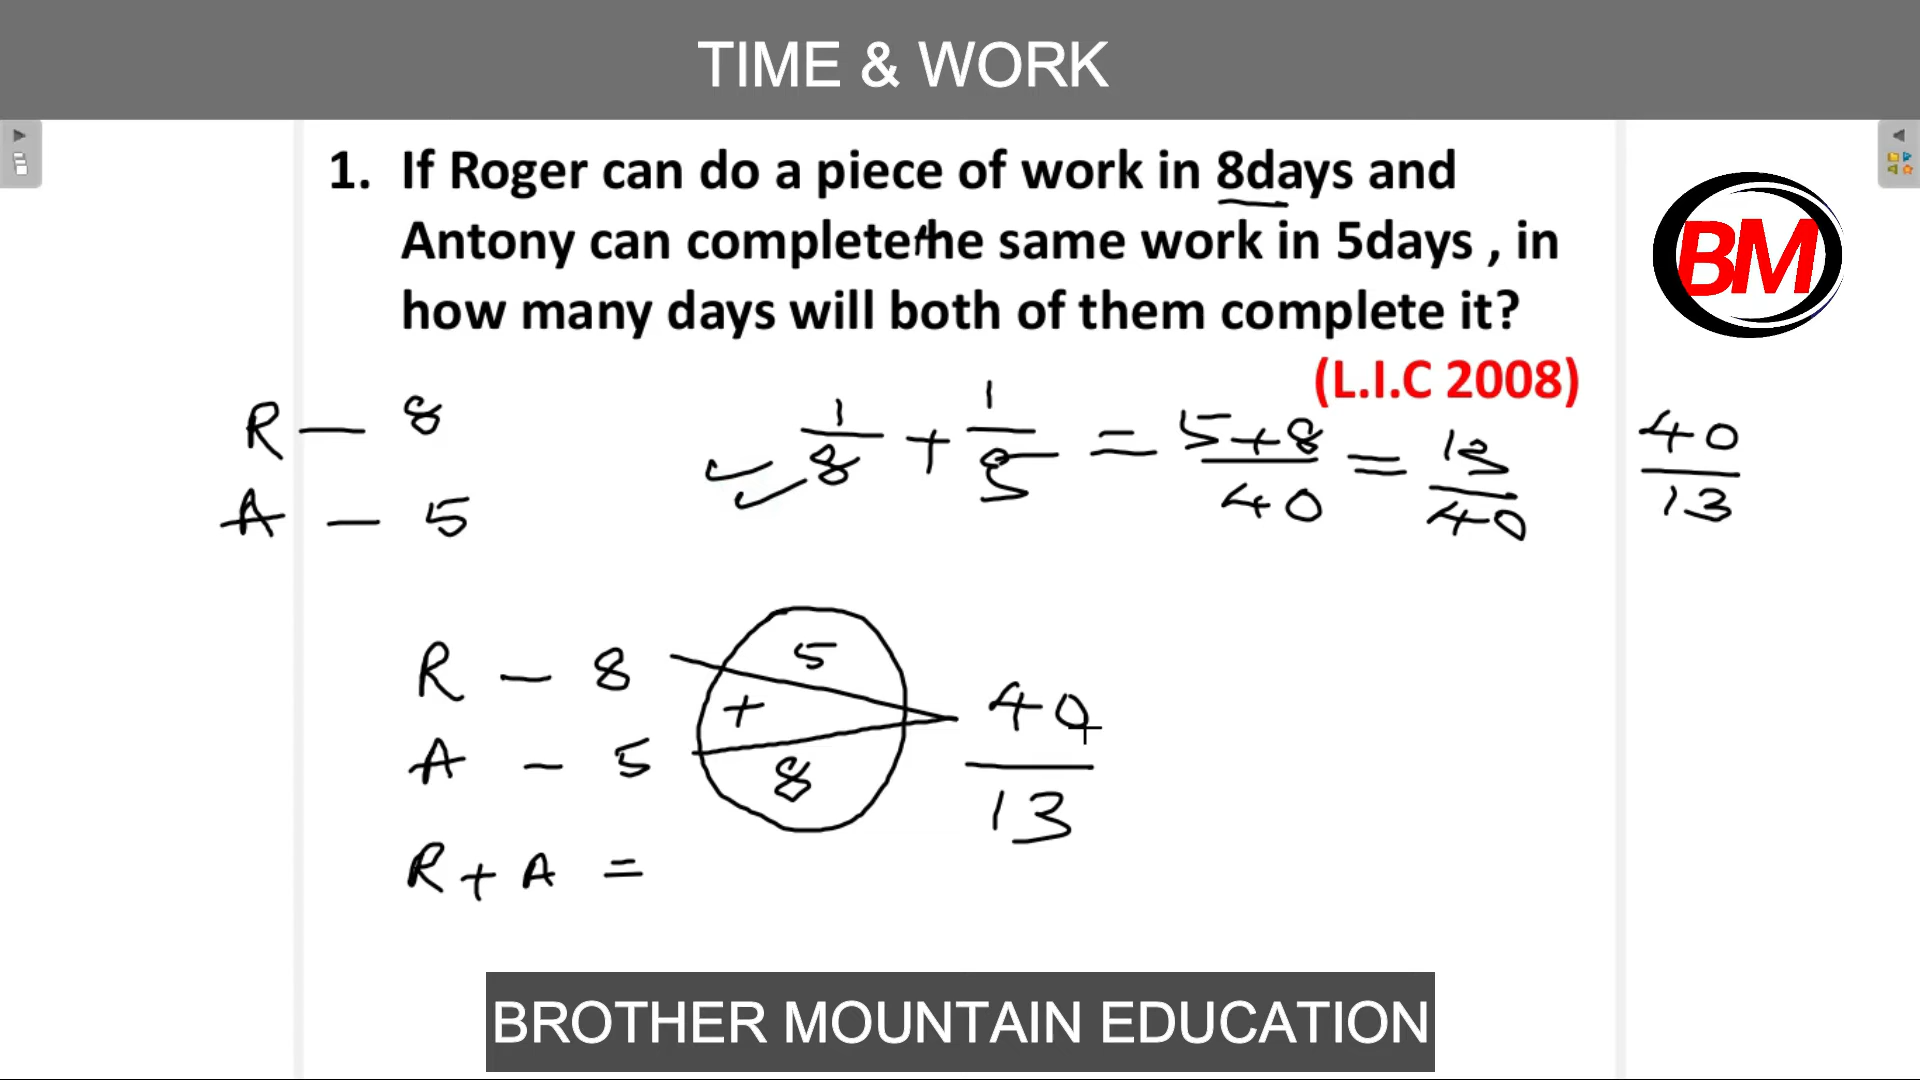 TIME & WORK
1. If Roger can do a piece of work in 8days and
Antony can complete the same work in 5days , in
how many days will both of them complete it?
(L.I.C 2008)
BM
R — 8
A — 5
1/8 + 1/5 = 5+8/40 = 13/40
40/13
R — 8
A — 5
5
+
8
40/13
R + A =
BROTHER MOUNTAIN EDUCATION